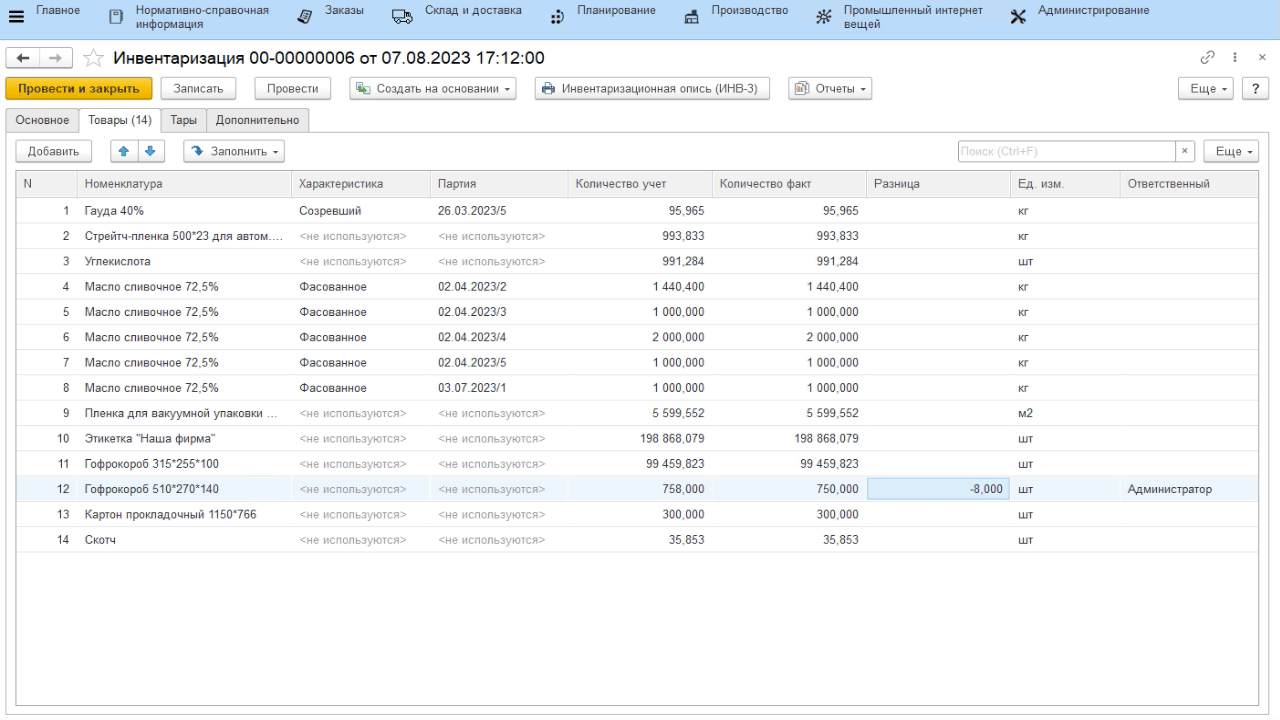 Главное
Нормативно-справочная
информация
Заказы
Склад и доставка
Планирование
Производство
Промышленный интернет
вещей
Администрирование
Инвентаризация 00-00000006 от 07.08.2023 17:12:00
Провести и закрыть Записать Провести Создать на основании Инвентаризационная опись (ИНВ-3) Отчеты Еще ?
Основное Товары (14) Тары Дополнительно
Добавить Заполнить Поиск (Ctrl+F) × Еще
N Номенклатура Характеристика Партия Количество учет Количество факт Разница Ед. изм. Ответственный
1 Гауда 40% Созревший 26.03.2023/5 95,965 95,965 кг
2 Стрейтч-пленка 500*23 для автом.... <не используются> <не используются> 993,833 993,833 кг
3 Углекислота <не используются> <не используются> 991,284 991,284 шт
4 Масло сливочное 72,5% Фасованное 02.04.2023/2 1 440,400 1 440,400 кг
5 Масло сливочное 72,5% Фасованное 02.04.2023/3 1 000,000 1 000,000 кг
6 Масло сливочное 72,5% Фасованное 02.04.2023/4 2 000,000 2 000,000 кг
7 Масло сливочное 72,5% Фасованное 02.04.2023/5 1 000,000 1 000,000 кг
8 Масло сливочное 72,5% Фасованное 03.07.2023/1 1 000,000 1 000,000 кг
9 Пленка для вакуумной упаковки ... <не используются> <не используются> 5 599,552 5 599,552 м2
10 Этикетка "Наша фирма" <не используются> <не используются> 198 868,079 198 868,079 шт
11 Гофрокороб 315*255*100 <не используются> <не используются> 99 459,823 99 459,823 шт
12 Гофрокороб 510*270*140 <не используются> <не используются> 758,000 750,000 -8,000 шт Администратор
13 Картон прокладочный 1150*766 <не используются> <не используются> 300,000 300,000 шт
14 Скотч <не используются> <не используются> 35,853 35,853 шт